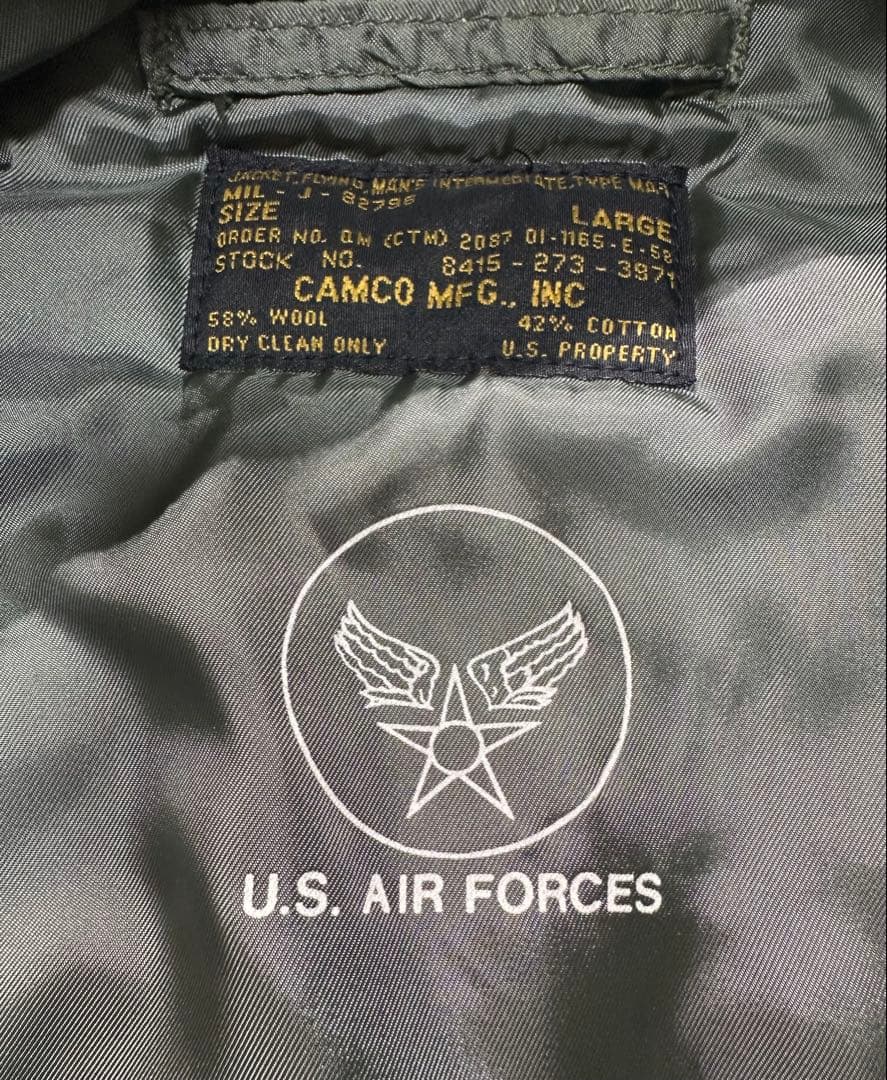 JACKET, FLYING, MAN'S INTERMEDIATE, TYPE MA-1
MIL - J - 82796
SIZE LARGE
ORDER NO. QM (CTM) 2087 01-1165-E-58
STOCK NO. 8415 - 273 - 3971
CAMCO MFG., INC
58% WOOL 42% COTTON
DRY CLEAN ONLY U.S. PROPERTY
U.S. AIR FORCES